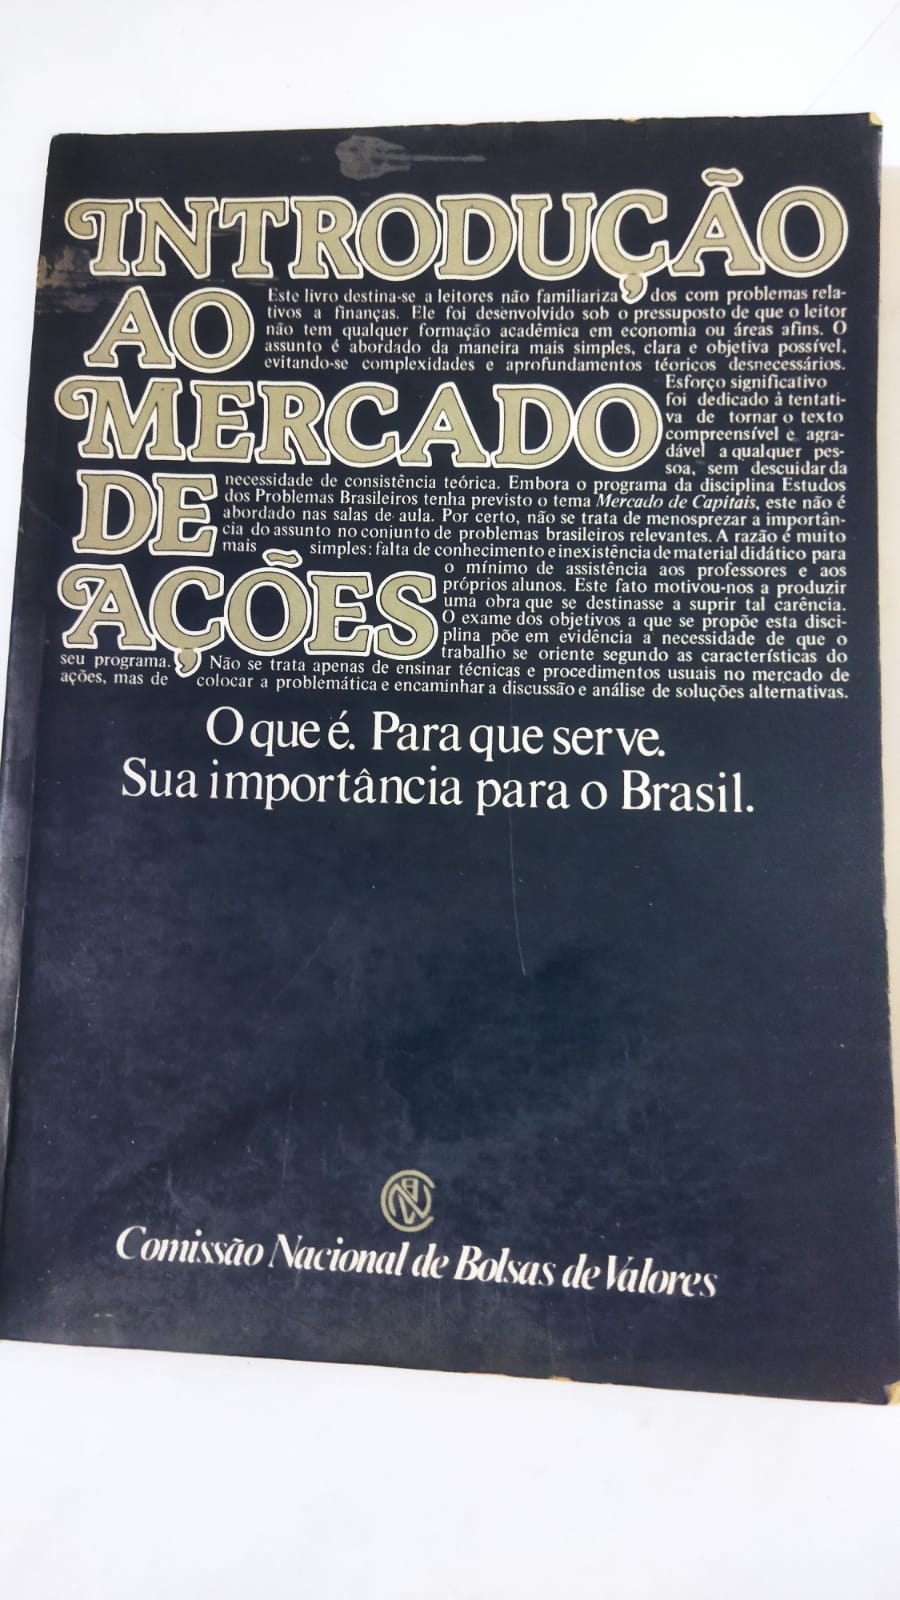 INTRODUÇÃO
AO
MERCADO
DE
AÇÕES
Este livro destina-se a leitores não familiariza dos com problemas rela-
tivos a finanças. Ele foi desenvolvido sob o pressuposto de que o leitor
não tem qualquer formação acadêmica em economia ou áreas afins. O
assunto é abordado da maneira mais simples, clara e objetiva possível,
evitando-se complexidades e aprofundamentos téoricos desnecessários.
Esforço significativo
foi dedicado à tentati-
va de tornar o texto
compreensível e agra-
dável a qualquer pes-
soa, sem descuidar da
necessidade de consistência teórica. Embora o programa da disciplina Estudos
dos Problemas Brasileiros tenha previsto o tema Mercado de Capitais, este não é
abordado nas salas de aula. Por certo, não se trata de menosprezar a importân-
cia do assunto no conjunto de problemas brasileiros relevantes. A razão é muito
mais simples: falta de conhecimento e inexistência de material didático para
o mínimo de assistência aos professores e aos
próprios alunos. Este fato motivou-nos a produzir
uma obra que se destinasse a suprir tal carência.
O exame dos objetivos a que se propõe esta disci-
plina põe em evidência a necessidade de que o
trabalho se oriente segundo as características do
seu programa. Não se trata apenas de ensinar técnicas e procedimentos usuais no mercado de
ações, mas de colocar a problemática e encaminhar a discussão e análise de soluções alternativas.
O que é. Para que serve.
Sua importância para o Brasil.
Comissão Nacional de Bolsas de Valores